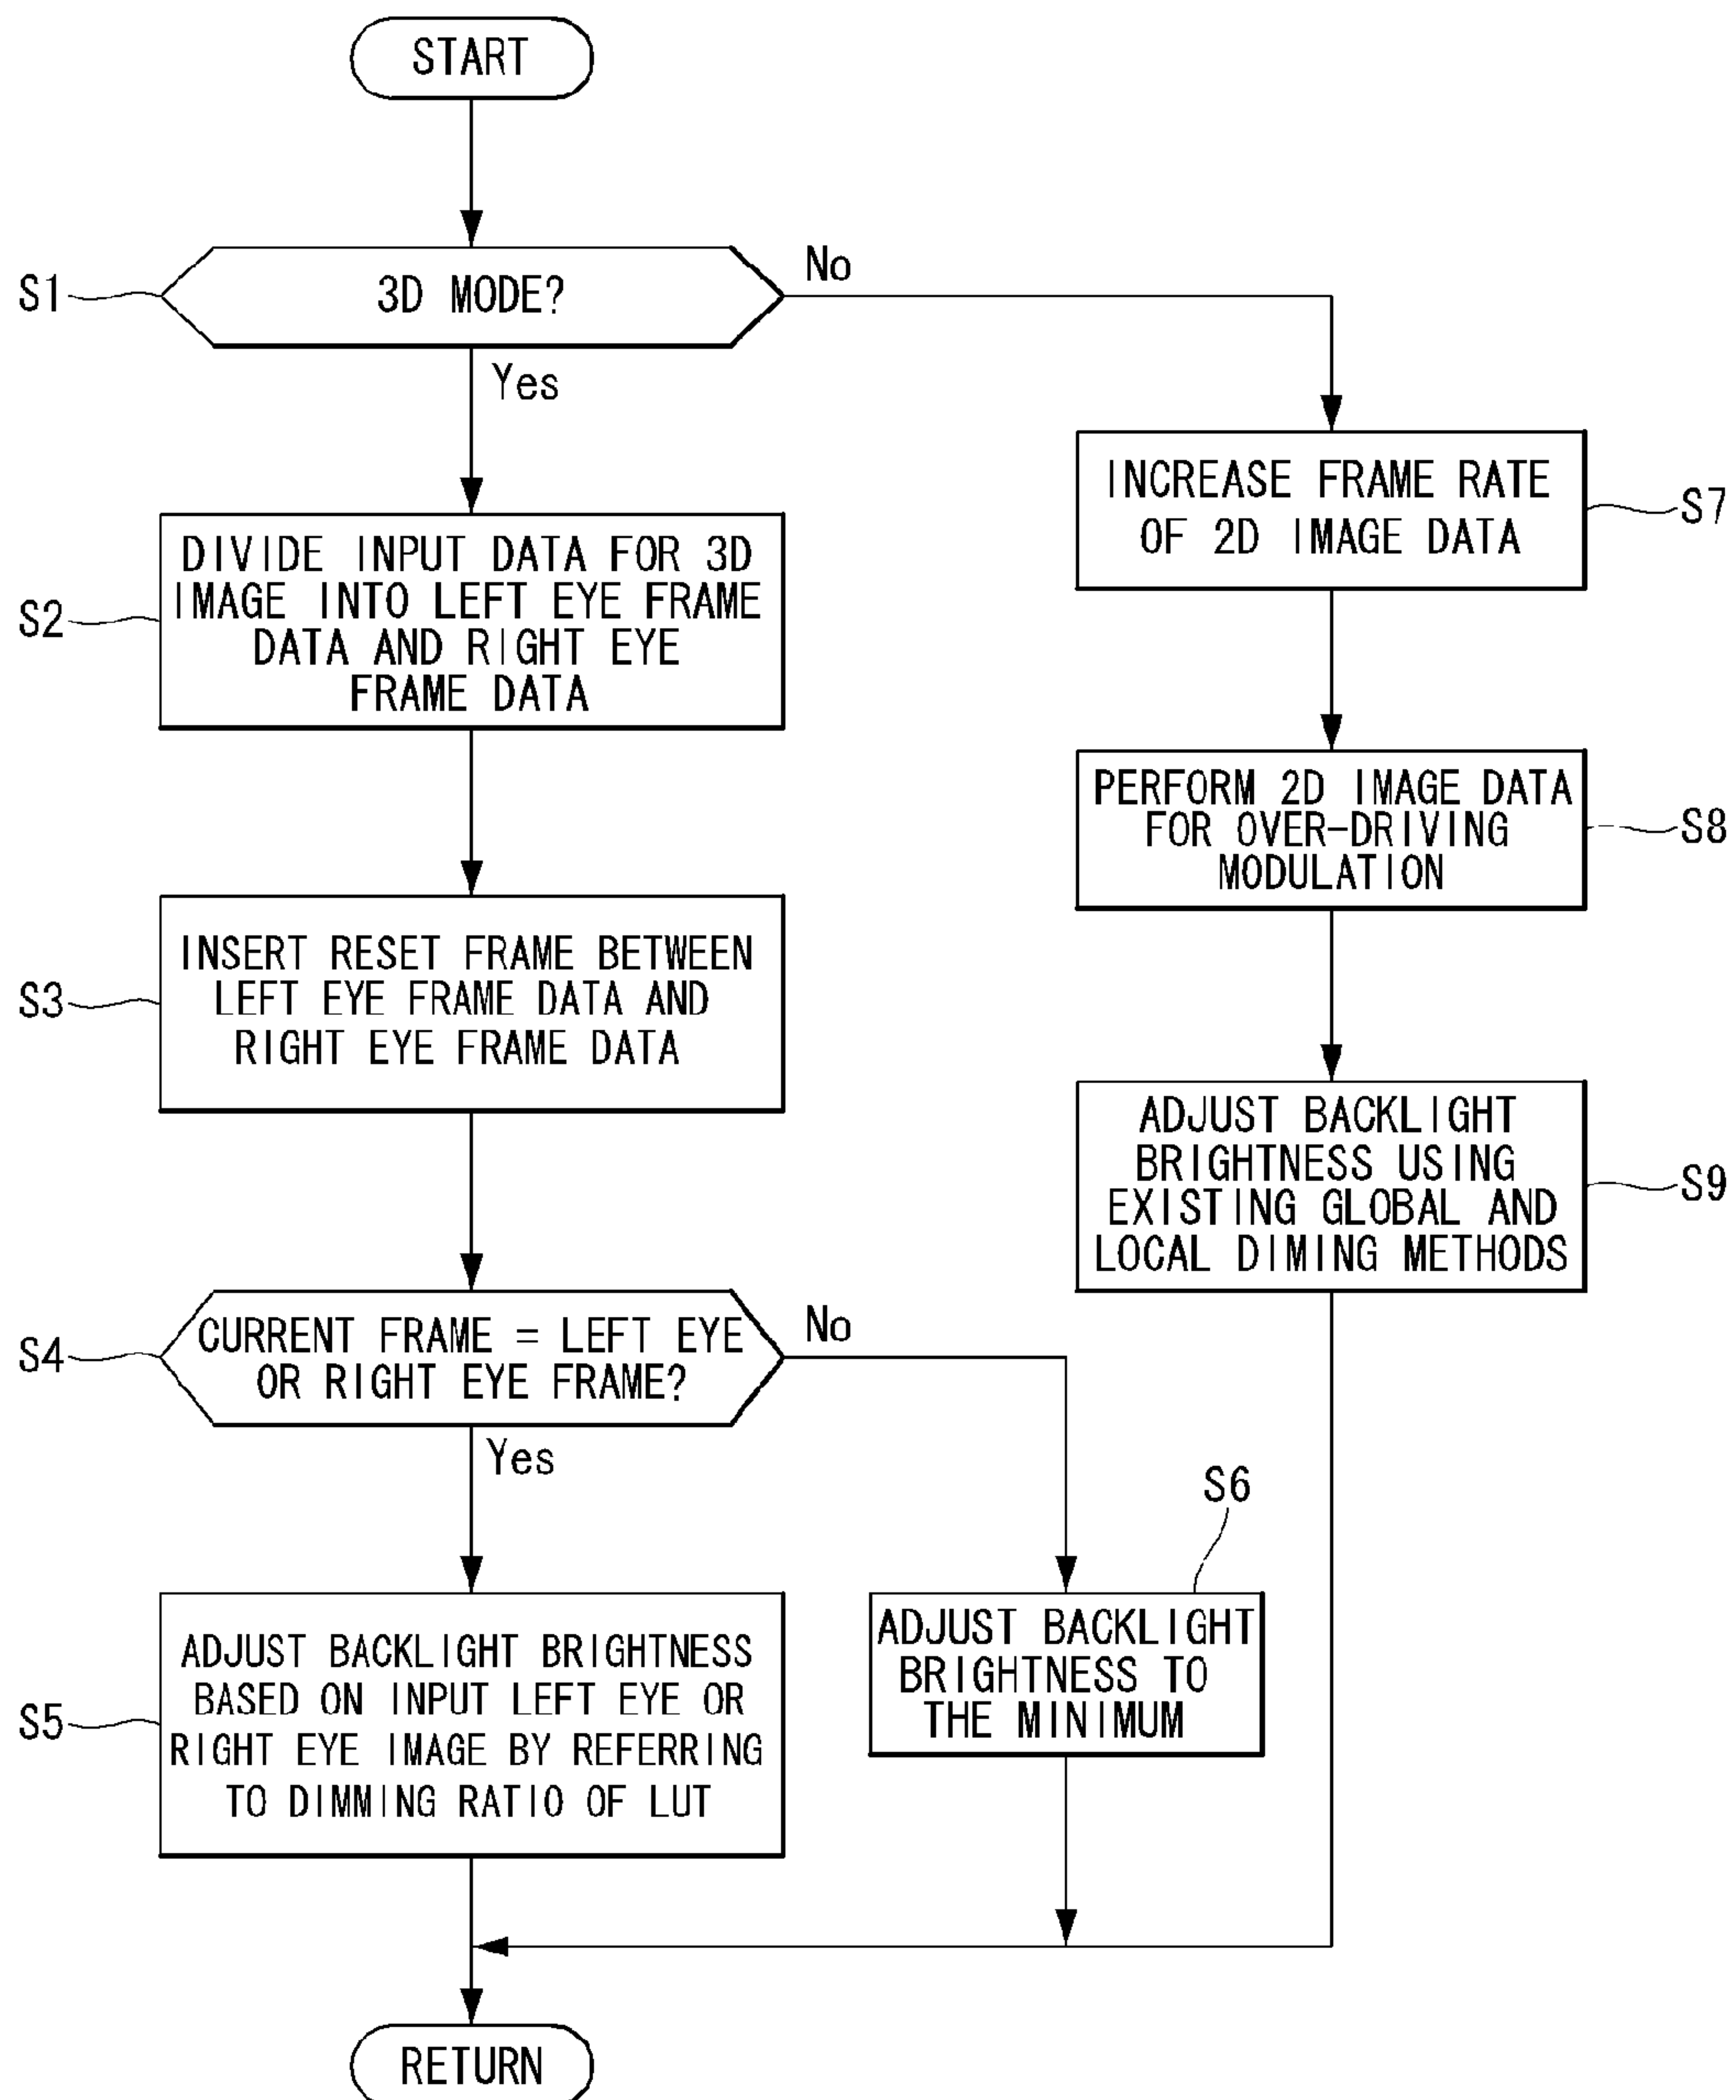 START
S1
3D MODE?
No
Yes
S2
DIVIDE INPUT DATA FOR 3D
IMAGE INTO LEFT EYE FRAME
DATA AND RIGHT EYE
FRAME DATA
S3
INSERT RESET FRAME BETWEEN
LEFT EYE FRAME DATA AND
RIGHT EYE FRAME DATA
S4
CURRENT FRAME = LEFT EYE
OR RIGHT EYE FRAME?
No
Yes
S5
ADJUST BACKLIGHT BRIGHTNESS
BASED ON INPUT LEFT EYE OR
RIGHT EYE IMAGE BY REFERRING
TO DIMMING RATIO OF LUT
S6
ADJUST BACKLIGHT
BRIGHTNESS TO
THE MINIMUM
INCREASE FRAME RATE
OF 2D IMAGE DATA
S7
PERFORM 2D IMAGE DATA
FOR OVER-DRIVING
MODULATION
S8
ADJUST BACKLIGHT
BRIGHTNESS USING
EXISTING GLOBAL AND
LOCAL DIMING METHODS
S9
RETURN